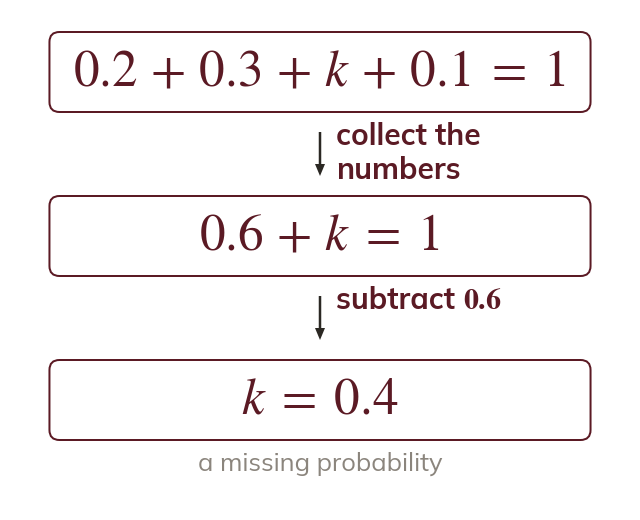 0.2 + 0.3 + k + 0.1 = 1
collect the
numbers
0.6 + k = 1
subtract 0.6
k = 0.4
a missing probability